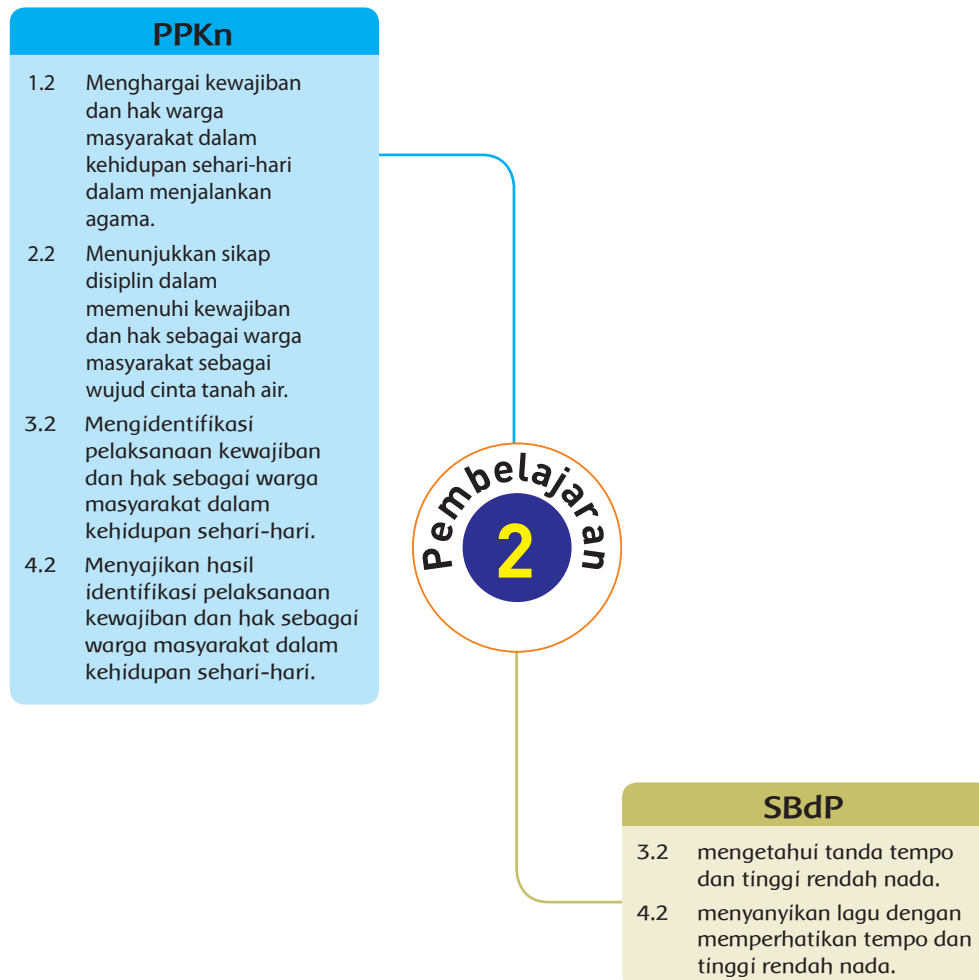 PPKn
1.2 Menghargai kewajiban
dan hak warga
masyarakat dalam
kehidupan sehari-hari
dalam menjalankan
agama.
2.2 Menunjukkan sikap
disiplin dalam
memenuhi kewajiban
dan hak sebagai warga
masyarakat sebagai
wujud cinta tanah air.
3.2 Mengidentifikasi
pelaksanaan kewajiban
dan hak sebagai warga
masyarakat dalam
kehidupan sehari-hari.
4.2 Menyajikan hasil
identifikasi pelaksanaan
kewajiban dan hak sebagai
warga masyarakat dalam
kehidupan sehari-hari.
Pembelajaran
2
SBdP
3.2 mengetahui tanda tempo
dan tinggi rendah nada.
4.2 menyanyikan lagu dengan
memperhatikan tempo dan
tinggi rendah nada.